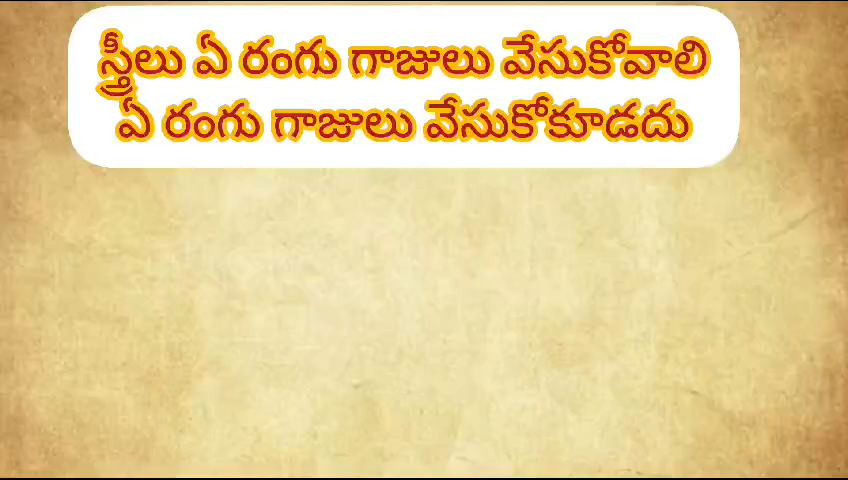 స్త్రీలు ఏ రంగు గాజులు వేసుకోవాలి
ఏ రంగు గాజులు వేసుకోకూడదు